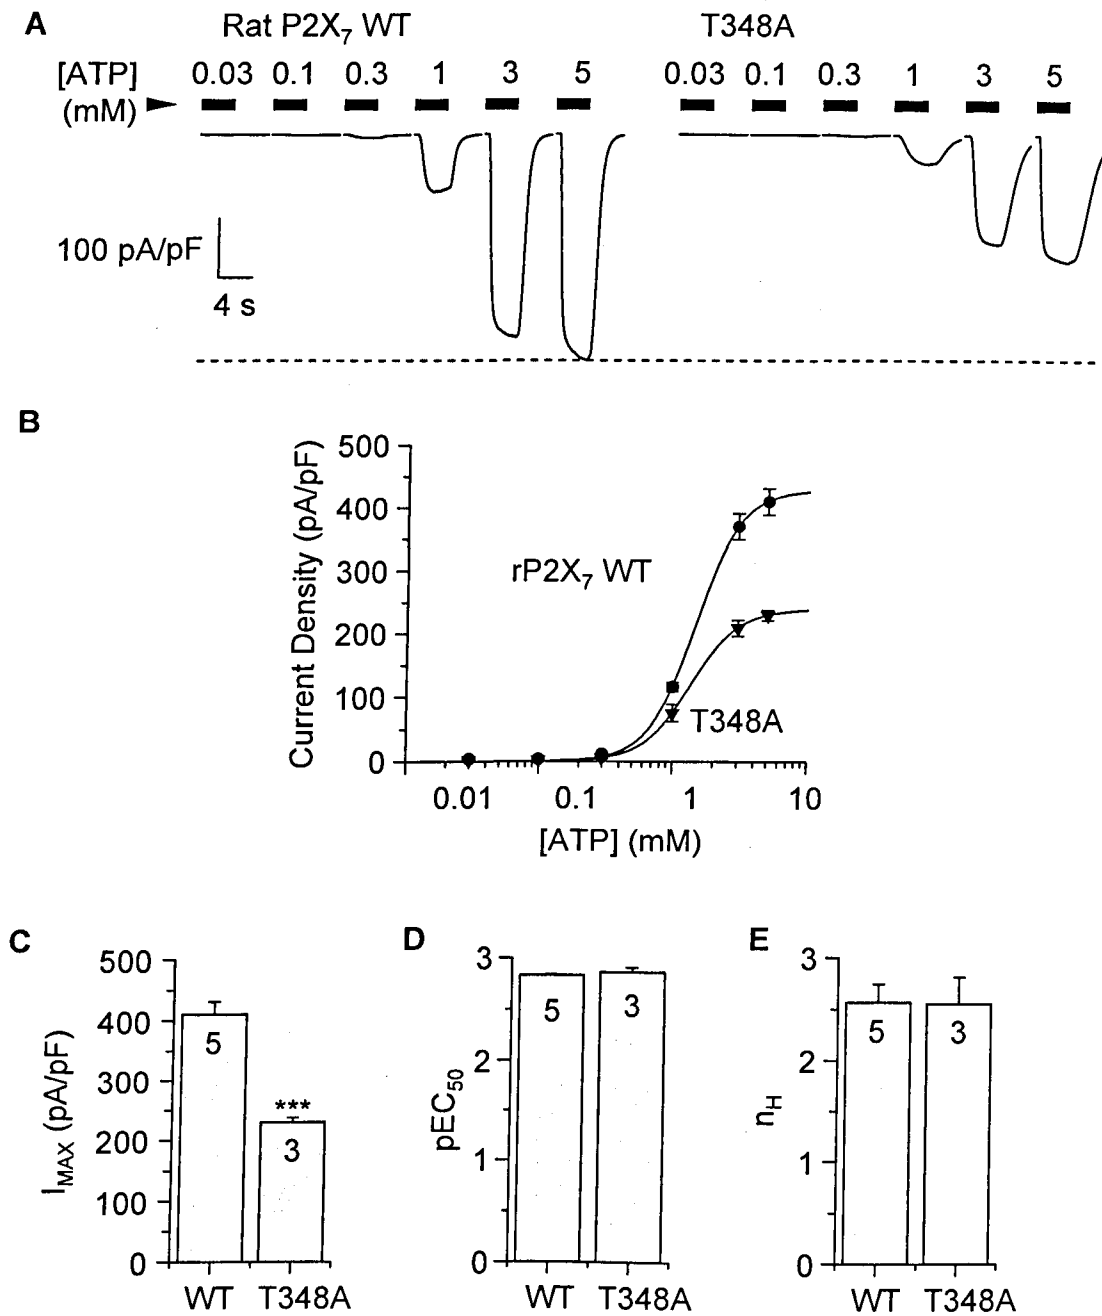 A
Rat P2X7 WT
T348A
[ATP] 0.03 0.1 0.3 1 3 5 0.03 0.1 0.3 1 3 5
(mM)
100 pA/pF
4 s
B
Current Density (pA/pF)
500
400
300
200
100
0
rP2X7 WT
T348A
0.01 0.1 1 10
[ATP] (mM)
C
IMAX (pA/pF)
500
400
300
200
100
0
5
***
3
WT T348A
D
pEC50
3
2
1
0
5 3
WT T348A
E
nH
3
2
1
0
5 3
WT T348A